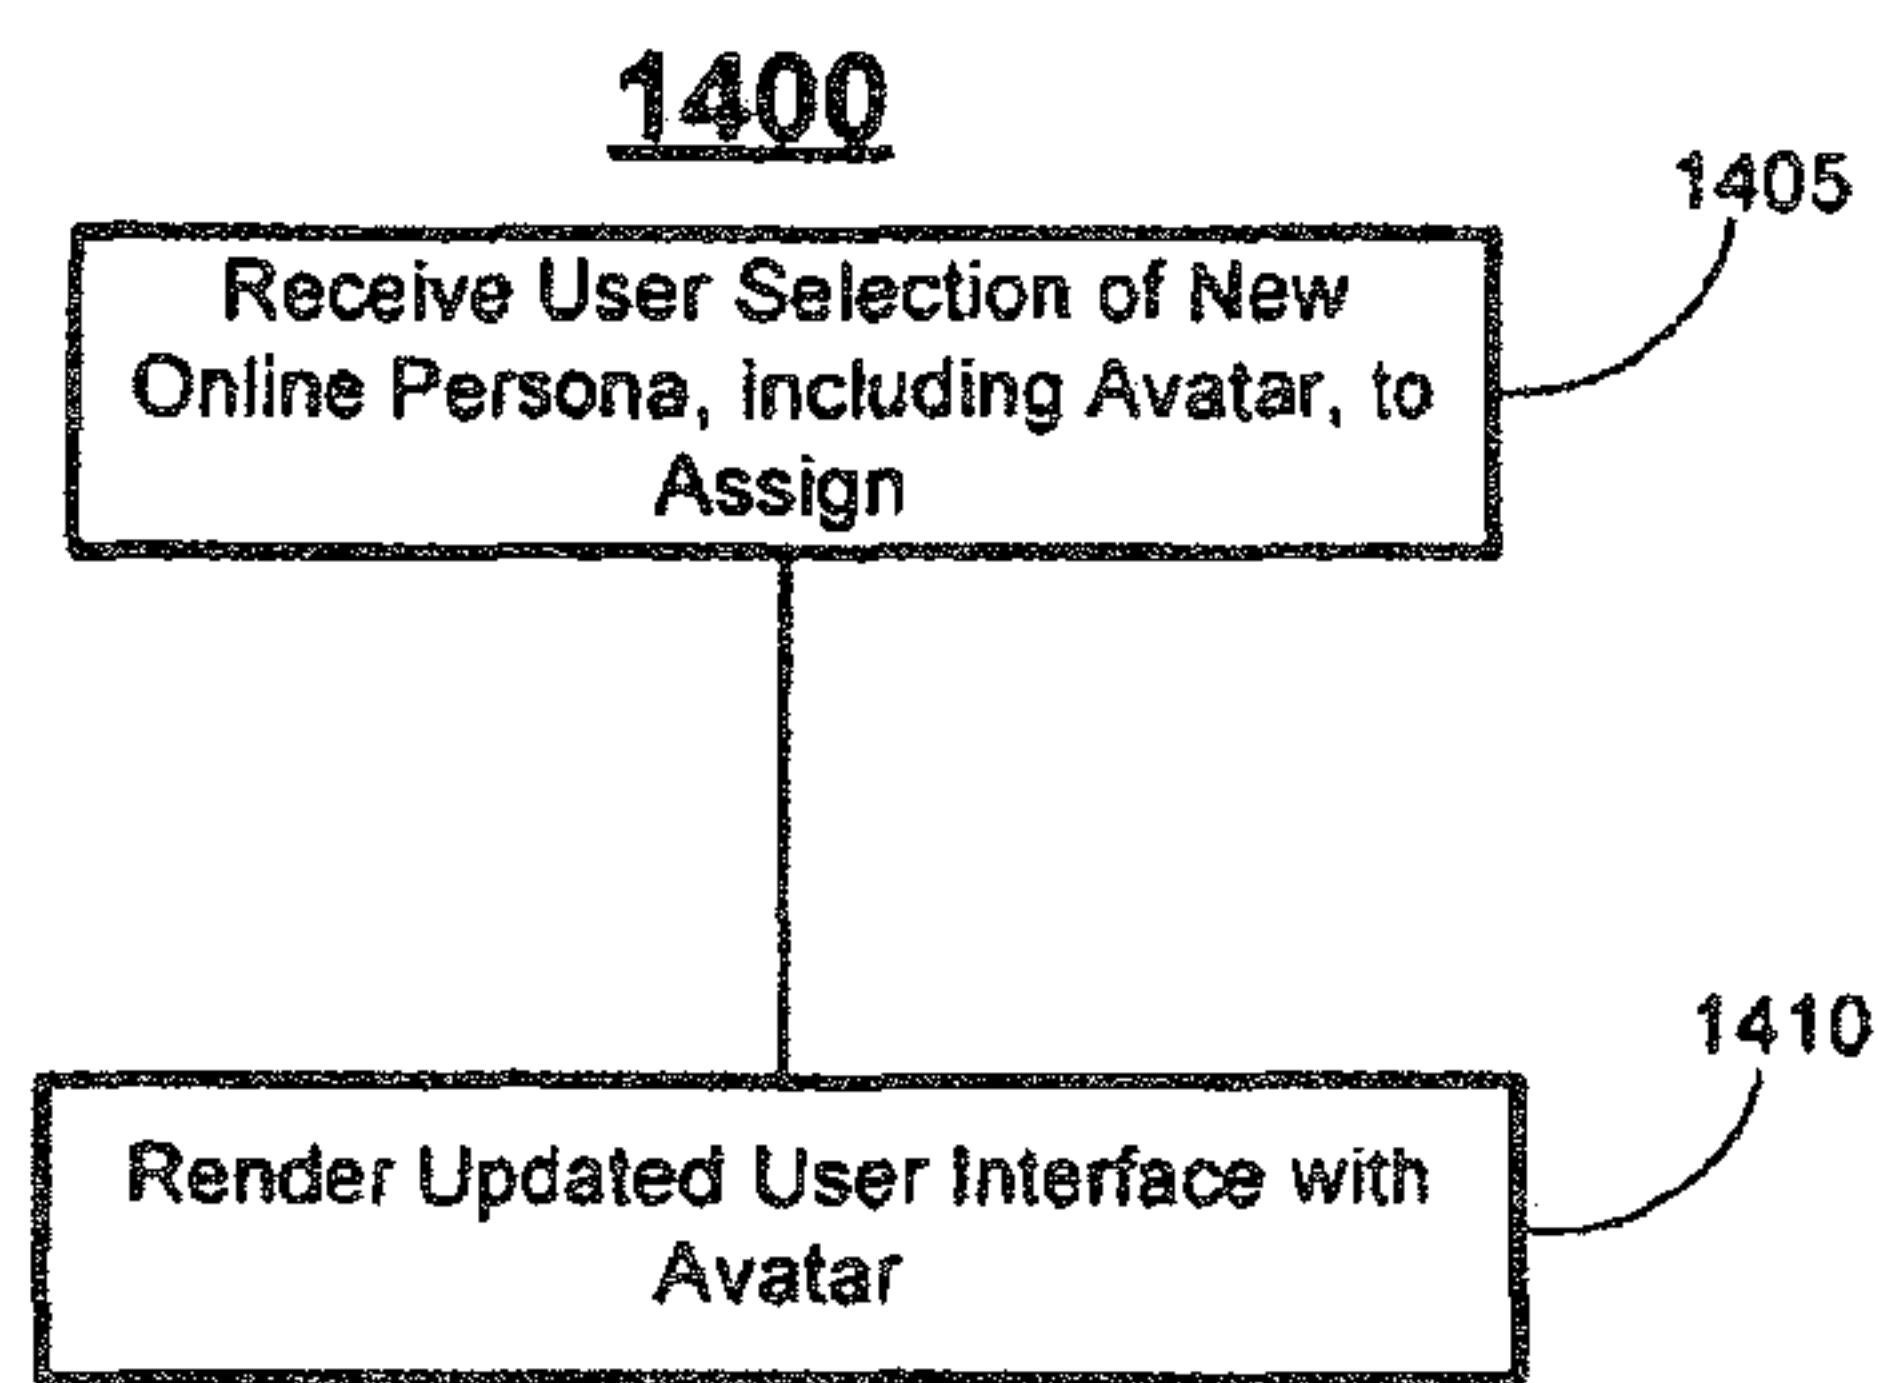 1400
1405
Receive User Selection of New
Online Persona, Including Avatar, to
Assign
1410
Render Updated User Interface with
Avatar